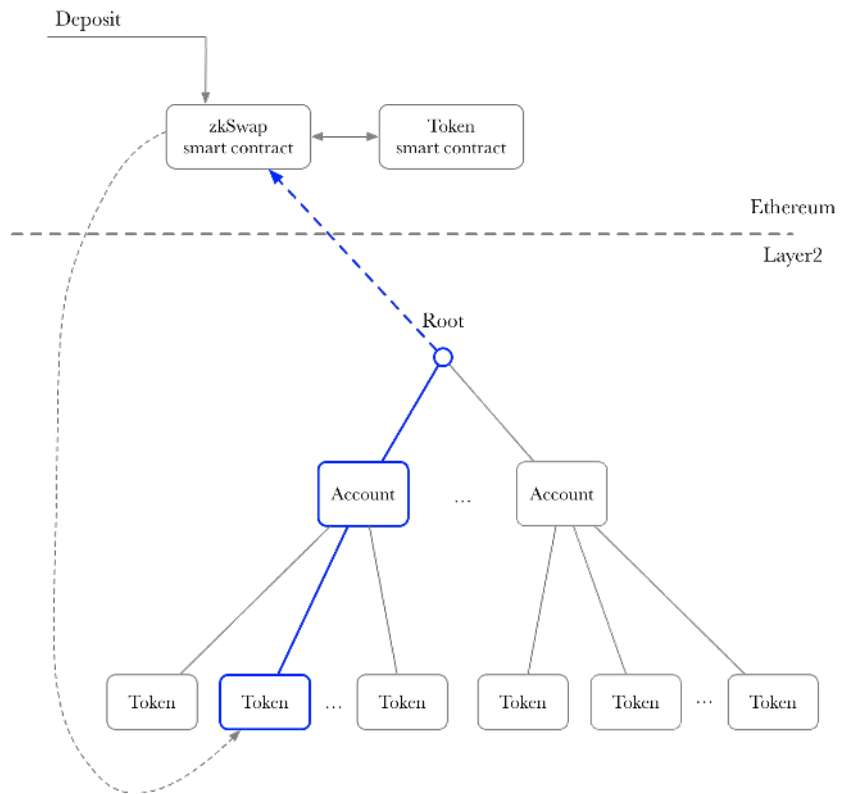 Deposit
zkSwap
smart contract
Token
smart contract
Ethereum
Layer2
Root
Account
...
Account
Token
Token
...
Token
Token
Token
...
Token